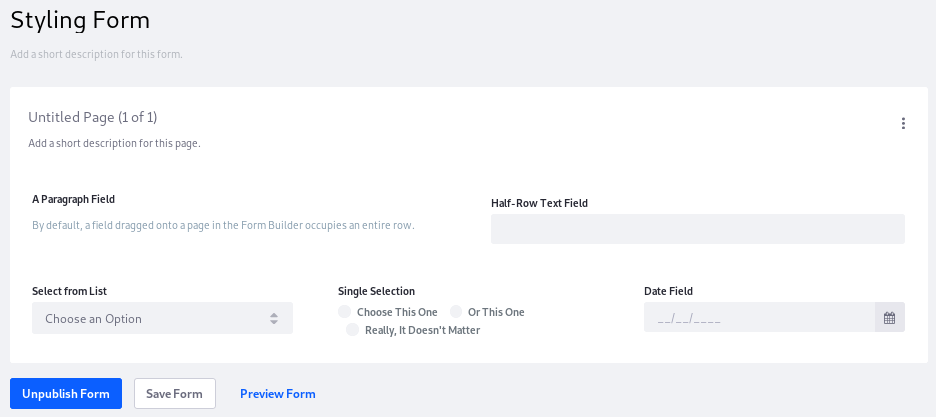 Styling Form
Add a short description for this form.
Untitled Page (1 of 1)
Add a short description for this page.
A Paragraph Field
By default, a field dragged onto a page in the Form Builder occupies an entire row.
Half-Row Text Field
Select from List
Choose an Option
Single Selection
Choose This One
Or This One
Really, It Doesn't Matter
Date Field
__/__/____
Unpublish Form
Save Form
Preview Form